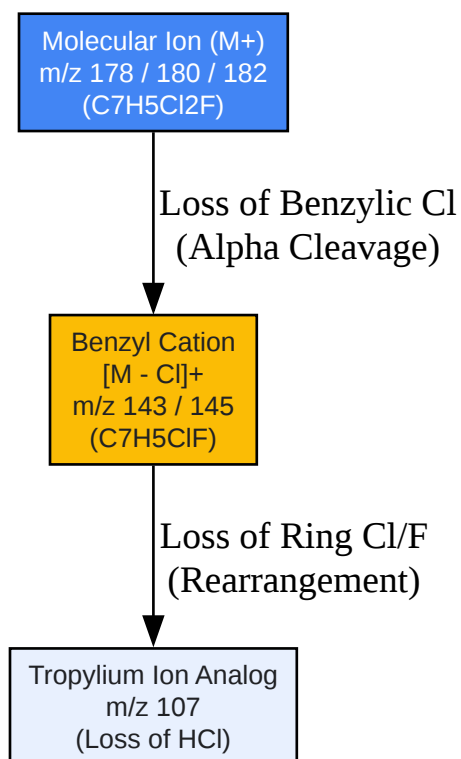 Molecular Ion (M+)
m/z 178 / 180 / 182
(C7H5Cl2F)
Loss of Benzylic Cl
(Alpha Cleavage)
Benzyl Cation
[M - Cl]+
m/z 143 / 145
(C7H5ClF)
Loss of Ring Cl/F
(Rearrangement)
Tropylium Ion Analog
m/z 107
(Loss of HCl)